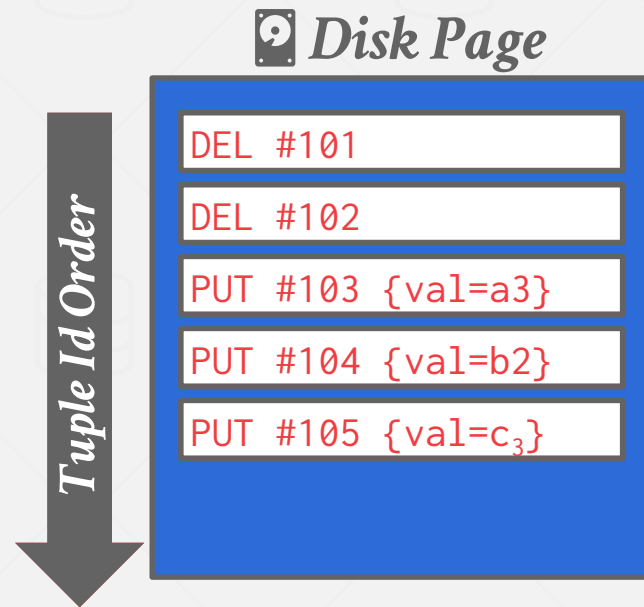 Disk Page
Tuple Id Order
DEL #101
DEL #102
PUT #103 {val=a3}
PUT #104 {val=b2}
PUT #105 {val=c₃}